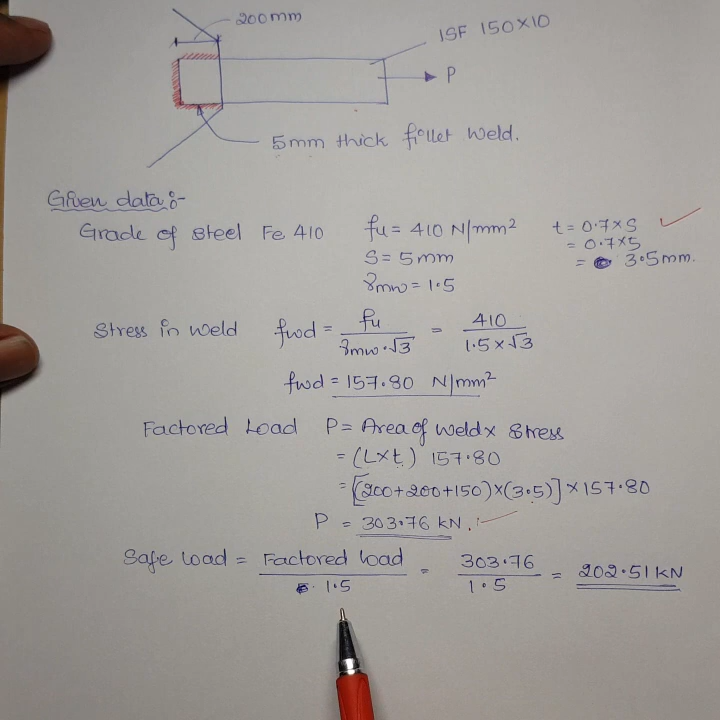 200mm
ISF 150×10
P
5mm thick fillet weld.
Given data:-
Grade of steel Fe 410 fu = 410 N/mm² t = 0.7×S
= 0.7×5
S = 5mm = 3.5mm.
γmw = 1.5
Stress in weld fwd = fu / γmw·√3 = 410 / 1.5×√3
fwd = 157.80 N/mm²
Factored Load P = Area of weld × Stress
= (L×t) 157.80
= [200+200+150)×(3.5)] × 157.80
P = 303.76 kN.
Safe load = Factored load / 1.5 = 303.76 / 1.5 = 202.51 kN